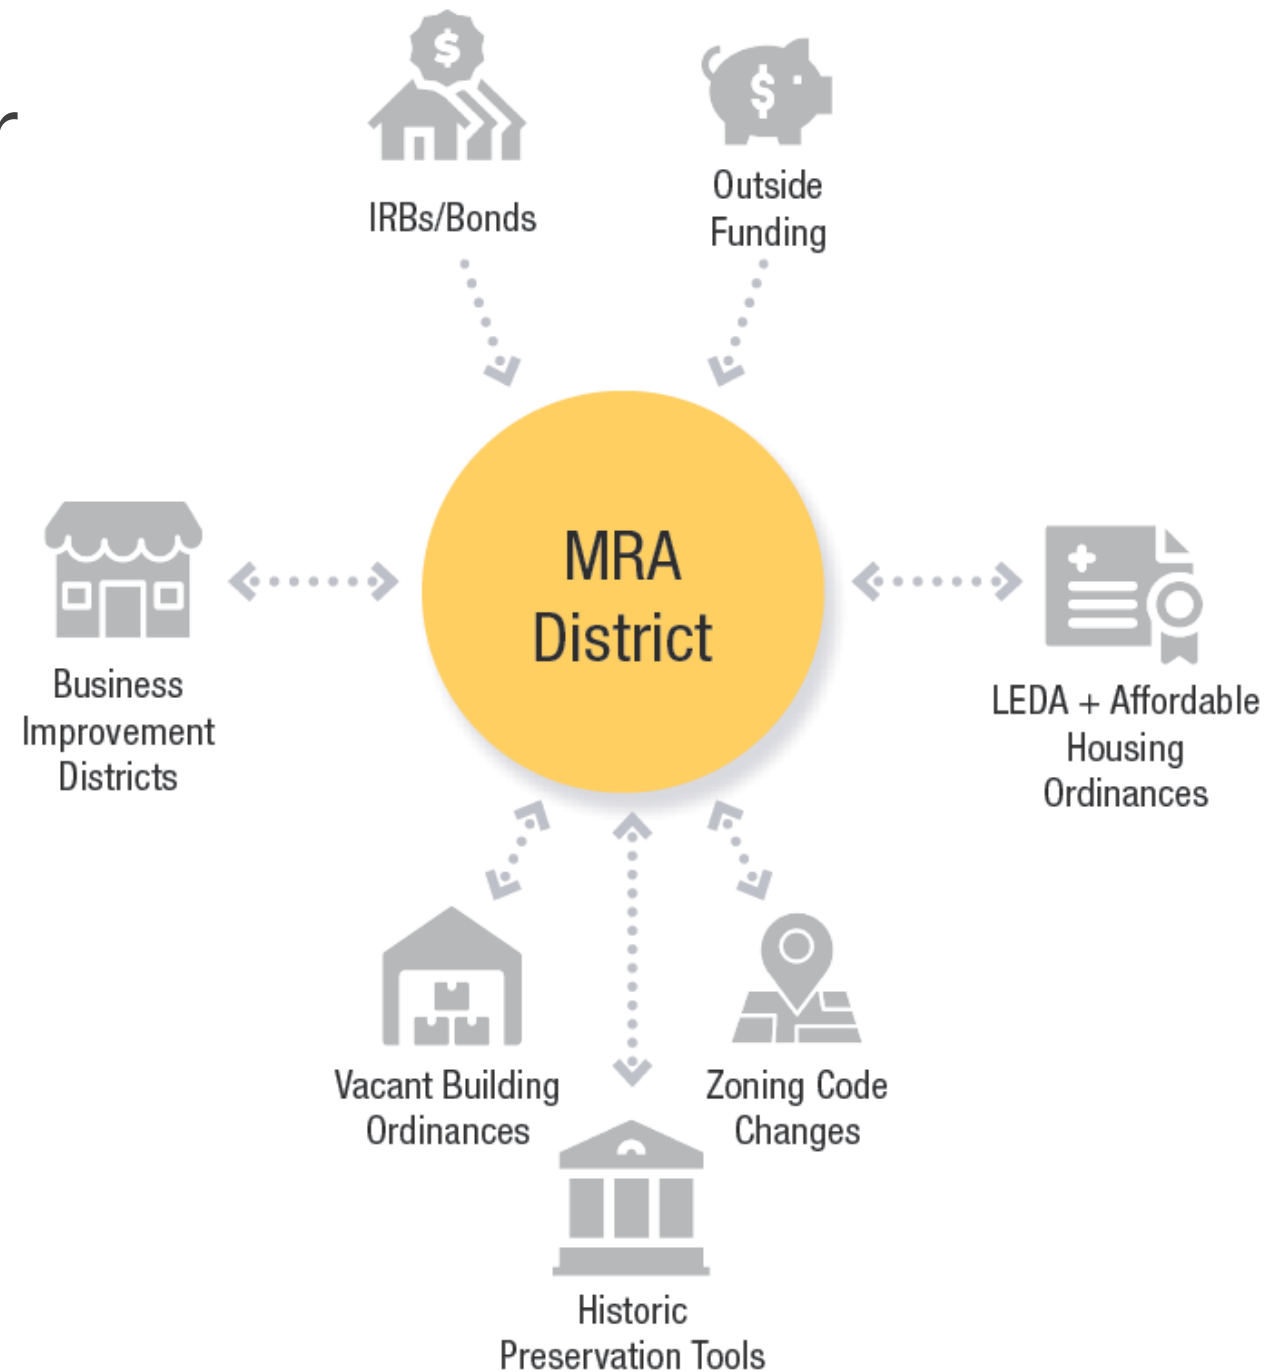 r
$
IRBs/Bonds
$
Outside
Funding
MRA
District
Business
Improvement
Districts
LEDA + Affordable
Housing
Ordinances
Vacant Building
Ordinances
Zoning Code
Changes
Historic
Preservation Tools